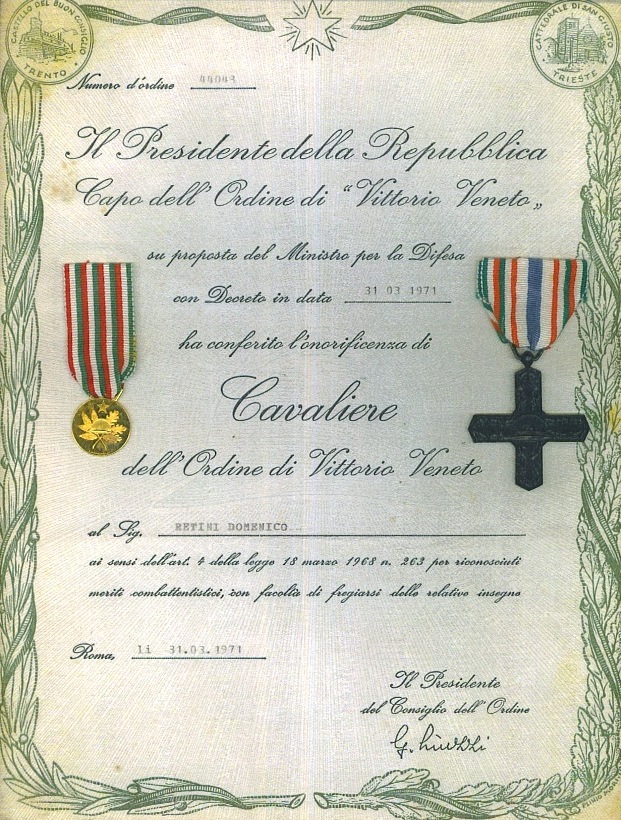 CASTELLO DEL BUON CONSIGLIO
TRENTO
CATTEDRALE DI SAN GIUSTO
TRIESTE
Numero d'ordine 44043
Il Presidente della Repubblica
Capo dell'Ordine di "Vittorio Veneto„
su proposta del Ministro per la Difesa
con Decreto in data 31 03 1971
ha conferito l'onorificenza di
Cavaliere
dell'Ordine di Vittorio Veneto
al Sig. RETINI DOMENICO
ai sensi dell'art. 4 della legge 18 marzo 1968 n. 263 per riconosciuti
meriti combattentistici, con facoltà di fregiarsi delle relative insegne
Roma, li 31.03.1971
Il Presidente
del Consiglio dell'Ordine